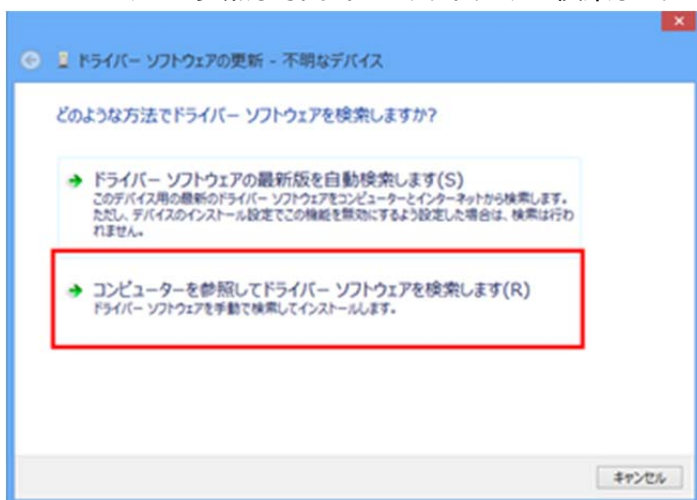 ドライバー ソフトウェアの更新 - 不明なデバイス
どのような方法でドライバー ソフトウェアを検索しますか?
ドライバー ソフトウェアの最新版を自動検索します(S)
このデバイス用の最新のドライバー ソフトウェアをコンピューターとインターネットから検索します。
ただし、デバイスのインストール設定でこの機能を無効にするよう設定した場合は、検索は行わ
れません。
コンピューターを参照してドライバー ソフトウェアを検索します(R)
ドライバー ソフトウェアを手動で検索してインストールします。
キャンセル